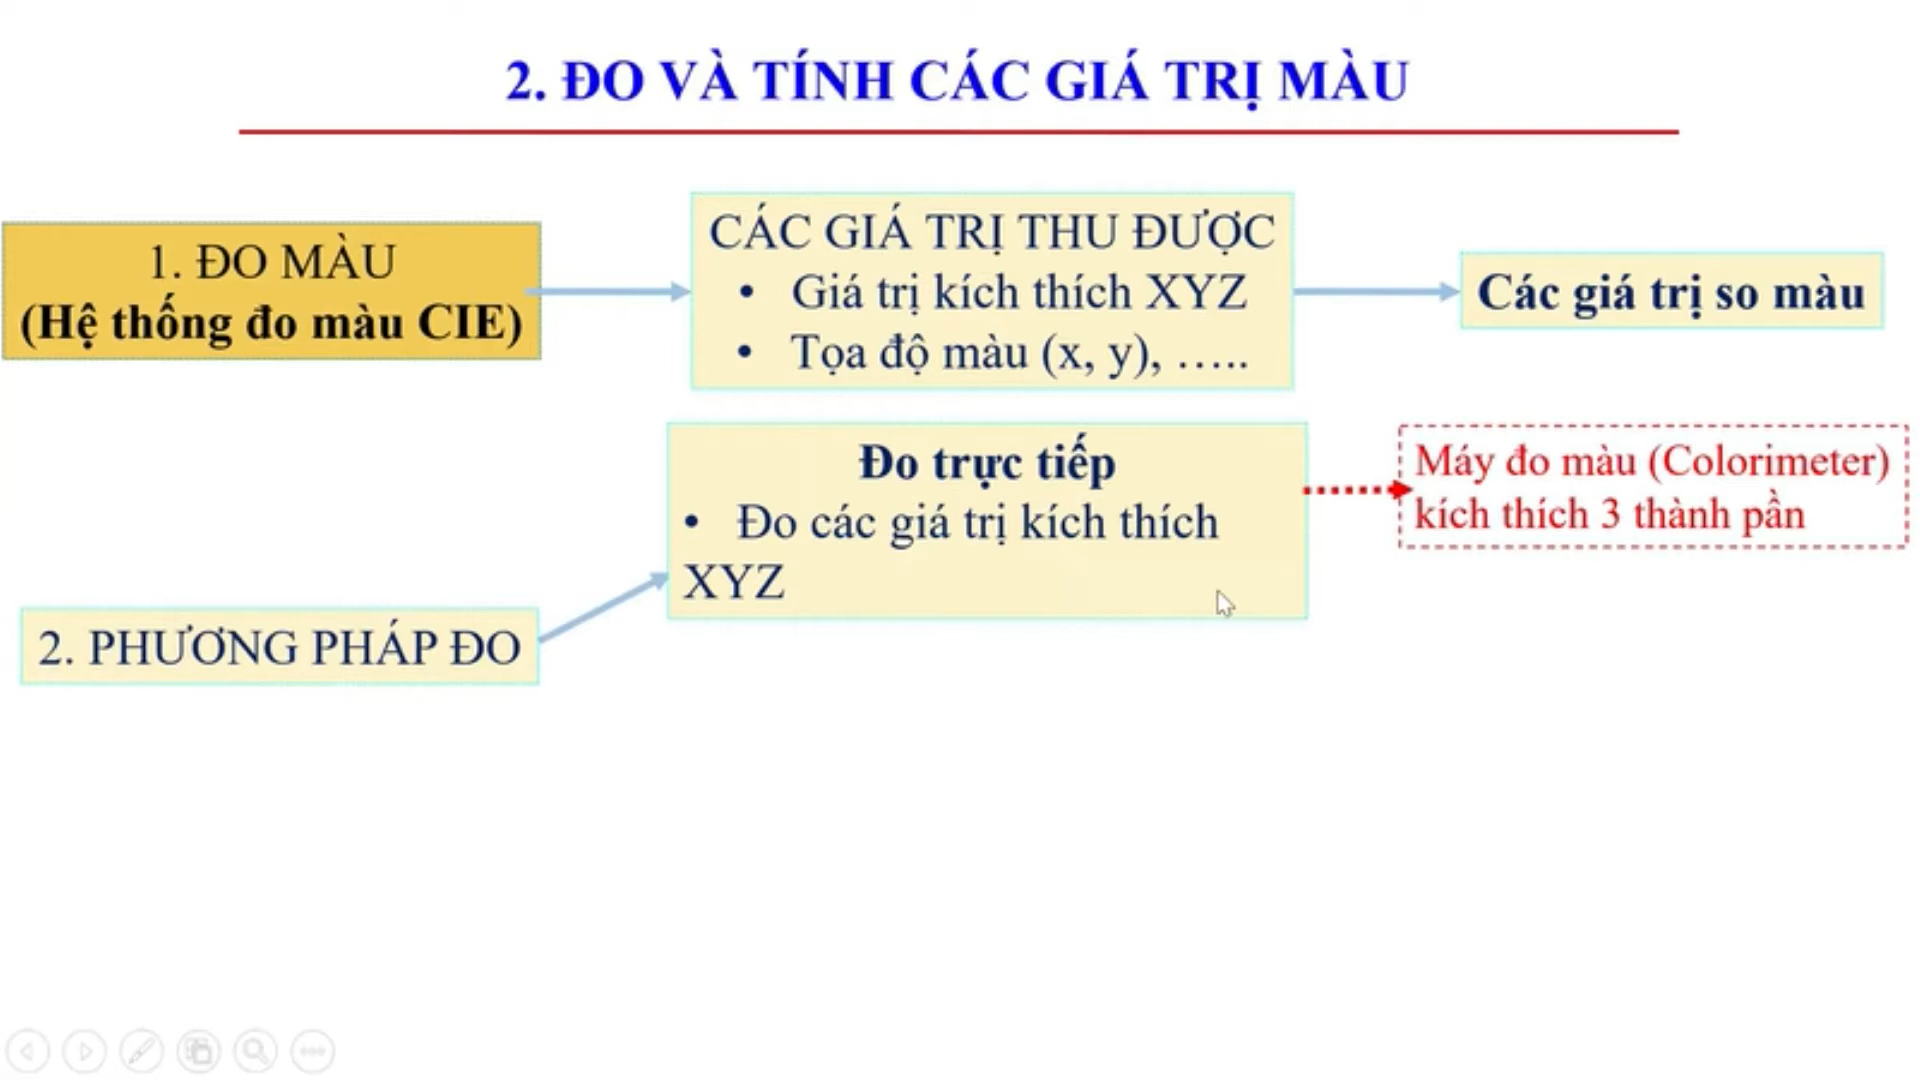 2. ĐO VÀ TÍNH CÁC GIÁ TRỊ MÀU
1. ĐO MÀU
(Hệ thống đo màu CIE)
CÁC GIÁ TRỊ THU ĐƯỢC
• Giá trị kích thích XYZ
• Tọa độ màu (x, y), …..
Các giá trị so màu
Đo trực tiếp
• Đo các giá trị kích thích
XYZ
Máy đo màu (Colorimeter)
kích thích 3 thành pần
2. PHƯƠNG PHÁP ĐO